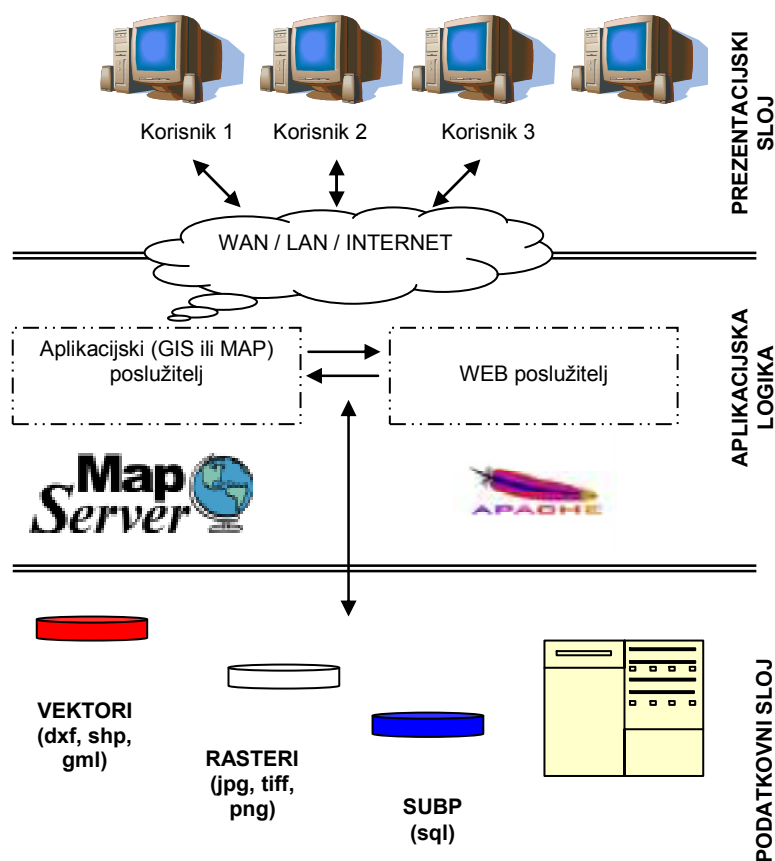 Korisnik 1
Korisnik 2
Korisnik 3
PREZENTACIJSKI
SLOJ
WAN / LAN / INTERNET
Aplikacijski (GIS ili MAP)
poslužitelj
WEB poslužitelj
APLIKACIJSKA
LOGIKA
Map
Server
APACHE
VEKTORI
(dxf, shp,
gml)
RASTERI
(jpg, tiff,
png)
SUBP
(sql)
PODATKOVNI SLOJ